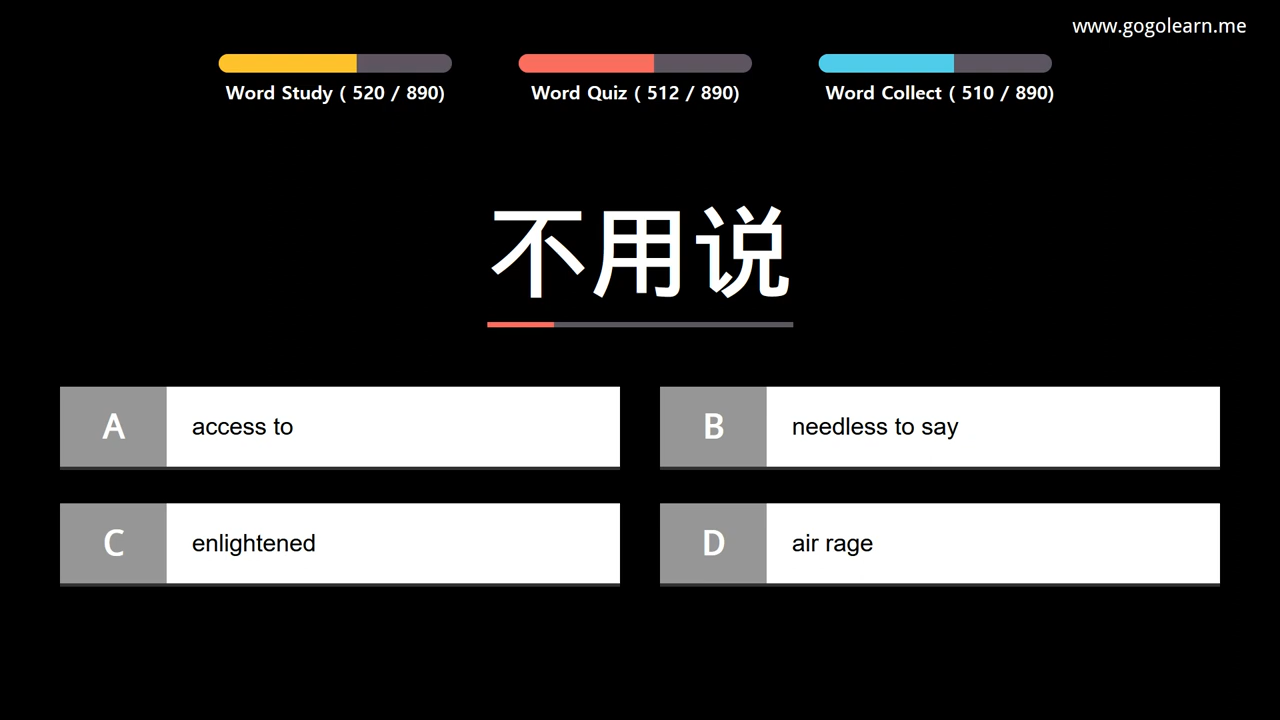 www.gogolearn.me
Word Study ( 520 / 890)
Word Quiz ( 512 / 890)
Word Collect ( 510 / 890)
不用说
A access to
B needless to say
C enlightened
D air rage